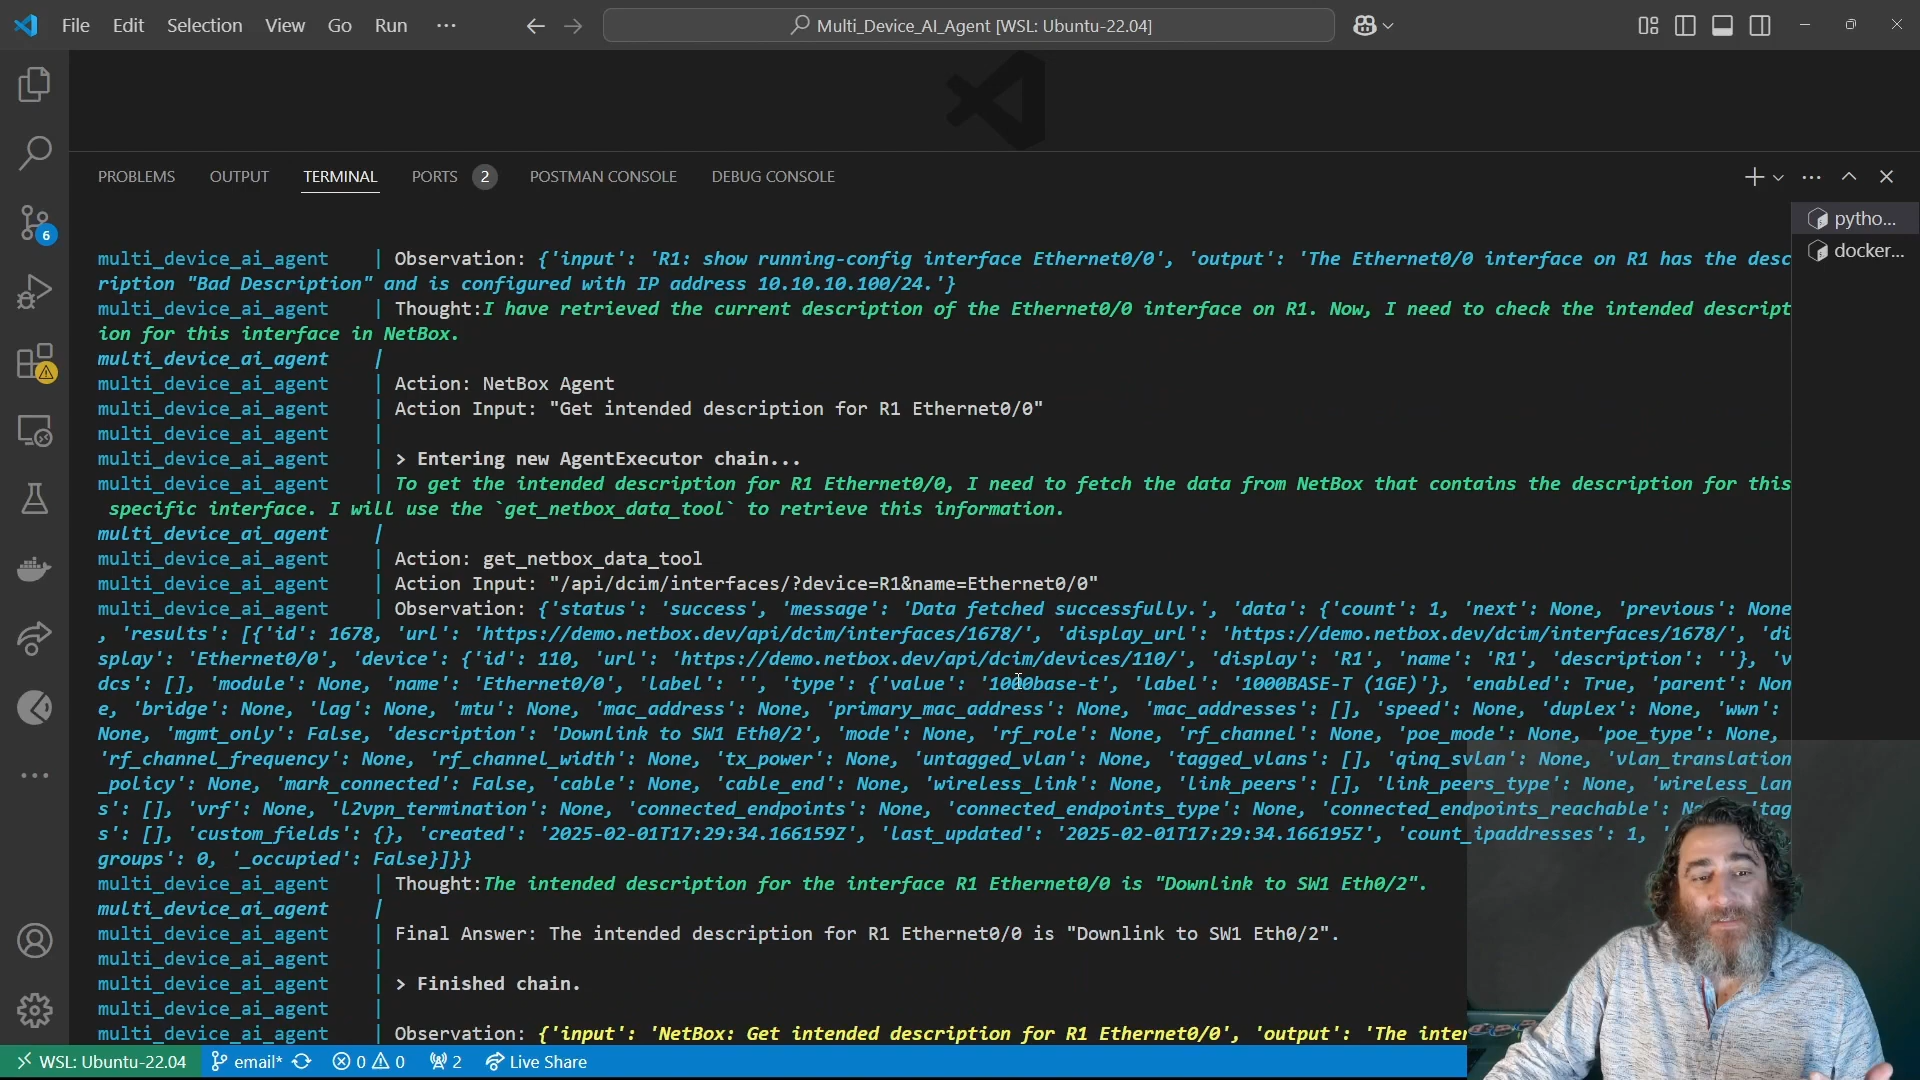 File Edit Selection View Go Run ···
Multi_Device_AI_Agent [WSL: Ubuntu-22.04]
PROBLEMS OUTPUT TERMINAL PORTS 2 POSTMAN CONSOLE DEBUG CONSOLE
pytho...
docker...
6
multi_device_ai_agent | Observation: {'input': 'R1: show running-config interface Ethernet0/0', 'output': 'The Ethernet0/0 interface on R1 has the desc
ription "Bad Description" and is configured with IP address 10.10.10.100/24.'}
multi_device_ai_agent | Thought:I have retrieved the current description of the Ethernet0/0 interface on R1. Now, I need to check the intended descript
ion for this interface in NetBox.
multi_device_ai_agent |
multi_device_ai_agent | Action: NetBox Agent
multi_device_ai_agent | Action Input: "Get intended description for R1 Ethernet0/0"
multi_device_ai_agent |
multi_device_ai_agent | > Entering new AgentExecutor chain...
multi_device_ai_agent | To get the intended description for R1 Ethernet0/0, I need to fetch the data from NetBox that contains the description for this
specific interface. I will use the `get_netbox_data_tool` to retrieve this information.
multi_device_ai_agent |
multi_device_ai_agent | Action: get_netbox_data_tool
multi_device_ai_agent | Action Input: "/api/dcim/interfaces/?device=R1&name=Ethernet0/0"
multi_device_ai_agent | Observation: {'status': 'success', 'message': 'Data fetched successfully.', 'data': {'count': 1, 'next': None, 'previous': None
, 'results': [{'id': 1678, 'url': 'https://demo.netbox.dev/api/dcim/interfaces/1678/', 'display_url': 'https://demo.netbox.dev/dcim/interfaces/1678/', 'di
splay': 'Ethernet0/0', 'device': {'id': 110, 'url': 'https://demo.netbox.dev/api/dcim/devices/110/', 'display': 'R1', 'name': 'R1', 'description': ''}, 'v
dcs': [], 'module': None, 'name': 'Ethernet0/0', 'label': '', 'type': {'value': '1000base-t', 'label': '1000BASE-T (1GE)'}, 'enabled': True, 'parent': Non
e, 'bridge': None, 'lag': None, 'mtu': None, 'mac_address': None, 'primary_mac_address': None, 'mac_addresses': [], 'speed': None, 'duplex': None, 'wwn':
None, 'mgmt_only': False, 'description': 'Downlink to SW1 Eth0/2', 'mode': None, 'rf_role': None, 'rf_channel': None, 'poe_mode': None, 'poe_type': None,
'rf_channel_frequency': None, 'rf_channel_width': None, 'tx_power': None, 'untagged_vlan': None, 'tagged_vlans': [], 'qinq_svlan': None, 'vlan_translation
_policy': None, 'mark_connected': False, 'cable': None, 'cable_end': None, 'wireless_link': None, 'link_peers': [], 'link_peers_type': None, 'wireless_lan
s': [], 'vrf': None, 'l2vpn_termination': None, 'connected_endpoints': None, 'connected_endpoints_type': None, 'connected_endpoints_reachable': 'tag
s': [], 'custom_fields': {}, 'created': '2025-02-01T17:29:34.166159Z', 'last_updated': '2025-02-01T17:29:34.166195Z', 'count_ipaddresses': 1,
groups': 0, '_occupied': False}]}}
multi_device_ai_agent | Thought:The intended description for the interface R1 Ethernet0/0 is "Downlink to SW1 Eth0/2".
multi_device_ai_agent |
multi_device_ai_agent | Final Answer: The intended description for R1 Ethernet0/0 is "Downlink to SW1 Eth0/2".
multi_device_ai_agent |
multi_device_ai_agent | > Finished chain.
multi_device_ai_agent |
multi_device_ai_agent | Observation: {'input': 'NetBox: Get intended description for R1 Ethernet0/0', 'output': 'The inter
WSL: Ubuntu-22.04 email* 0 0 2 Live Share